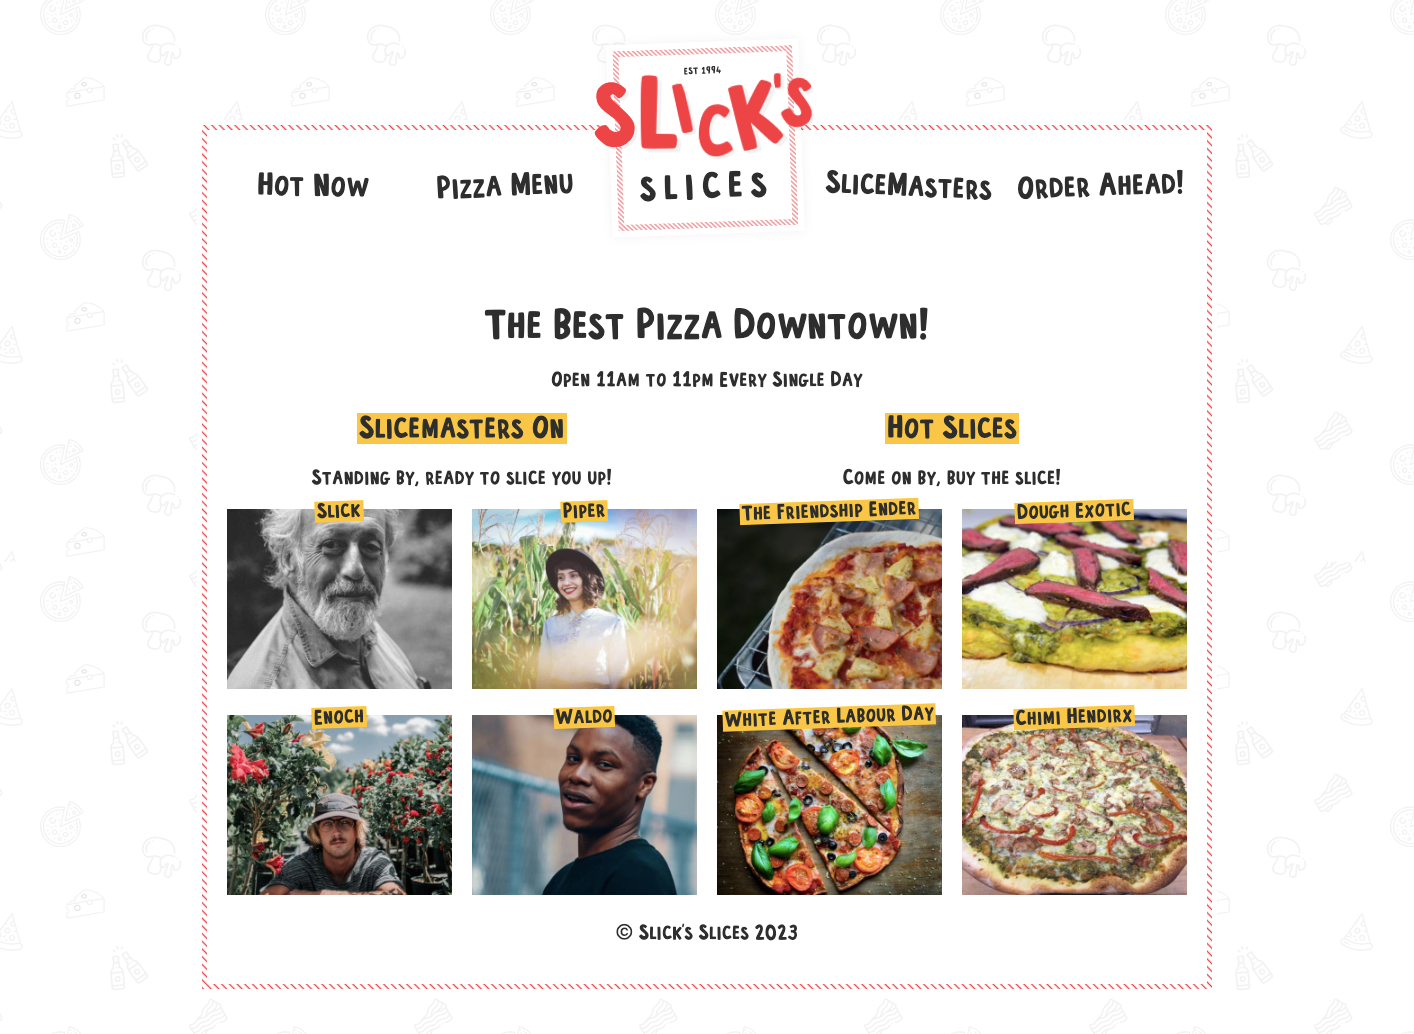 EST 1994
SLICK'S
SLICES
Hot Now
Pizza Menu
SliceMasters
Order Ahead!
The Best Pizza Downtown!
Open 11am to 11pm Every Single Day
Slicemasters On
Standing by, ready to slice you up!
Slick
Piper
Enoch
Waldo
Hot Slices
Come on by, buy the slice!
The Friendship Ender
Dough Exotic
White After Labour Day
Chimi Hendirx
© Slick's Slices 2023